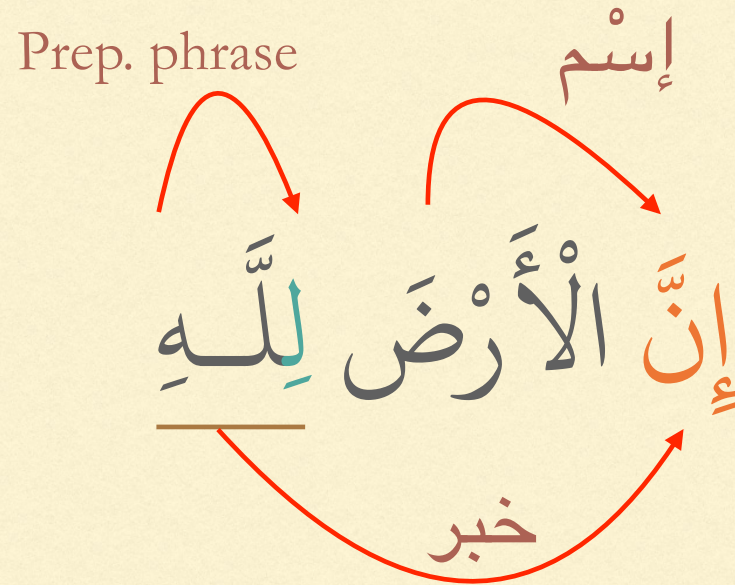 Prep. phrase
إسْم
إِنَّ الْأَرْضَ لِلَّـهِ
خبر